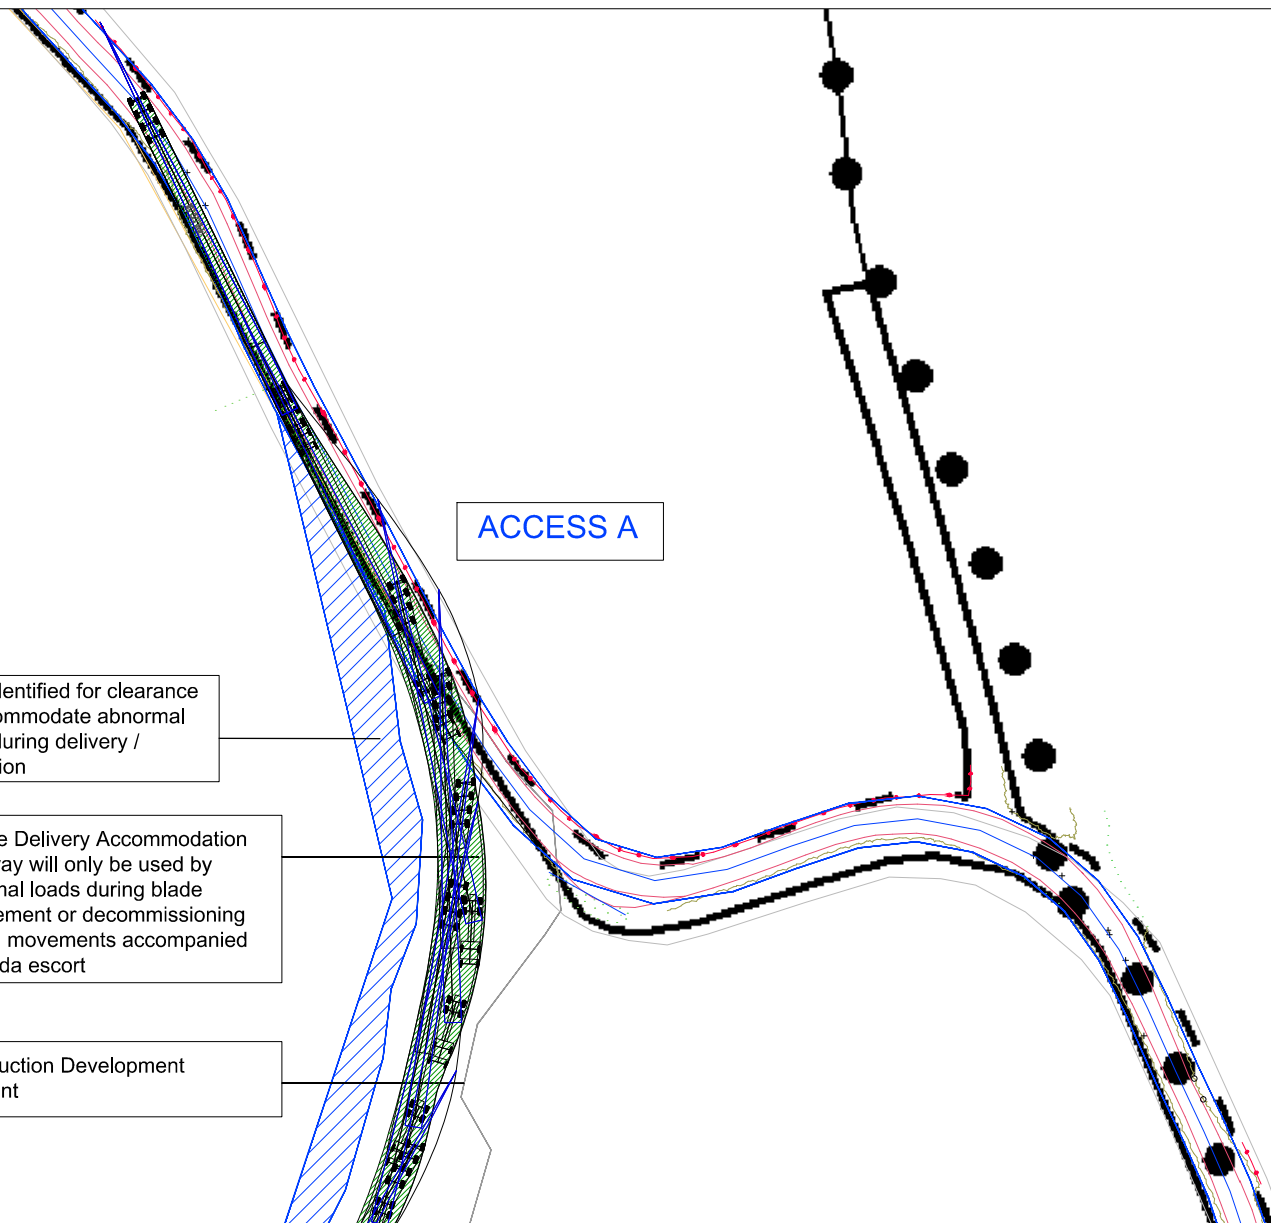 ACCESS A
dentified for clearance
ommodate abnormal
during delivery /
ion
e Delivery Accommodation
ay will only be used by
nal loads during blade
ement or decommissioning
movements accompanied
da escort
uction Development
nt